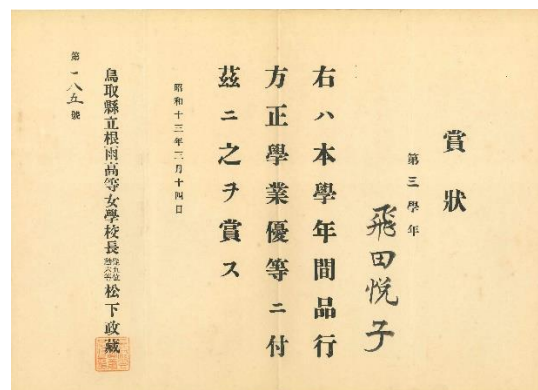 賞狀
第三學年
飛田悦子
右ハ本學年間品行
方正學業優等ニ付
茲ニ之ヲ賞ス
昭和十三年三月十四日
鳥取縣立根雨高等女學校長 松下政藏
第一八五號